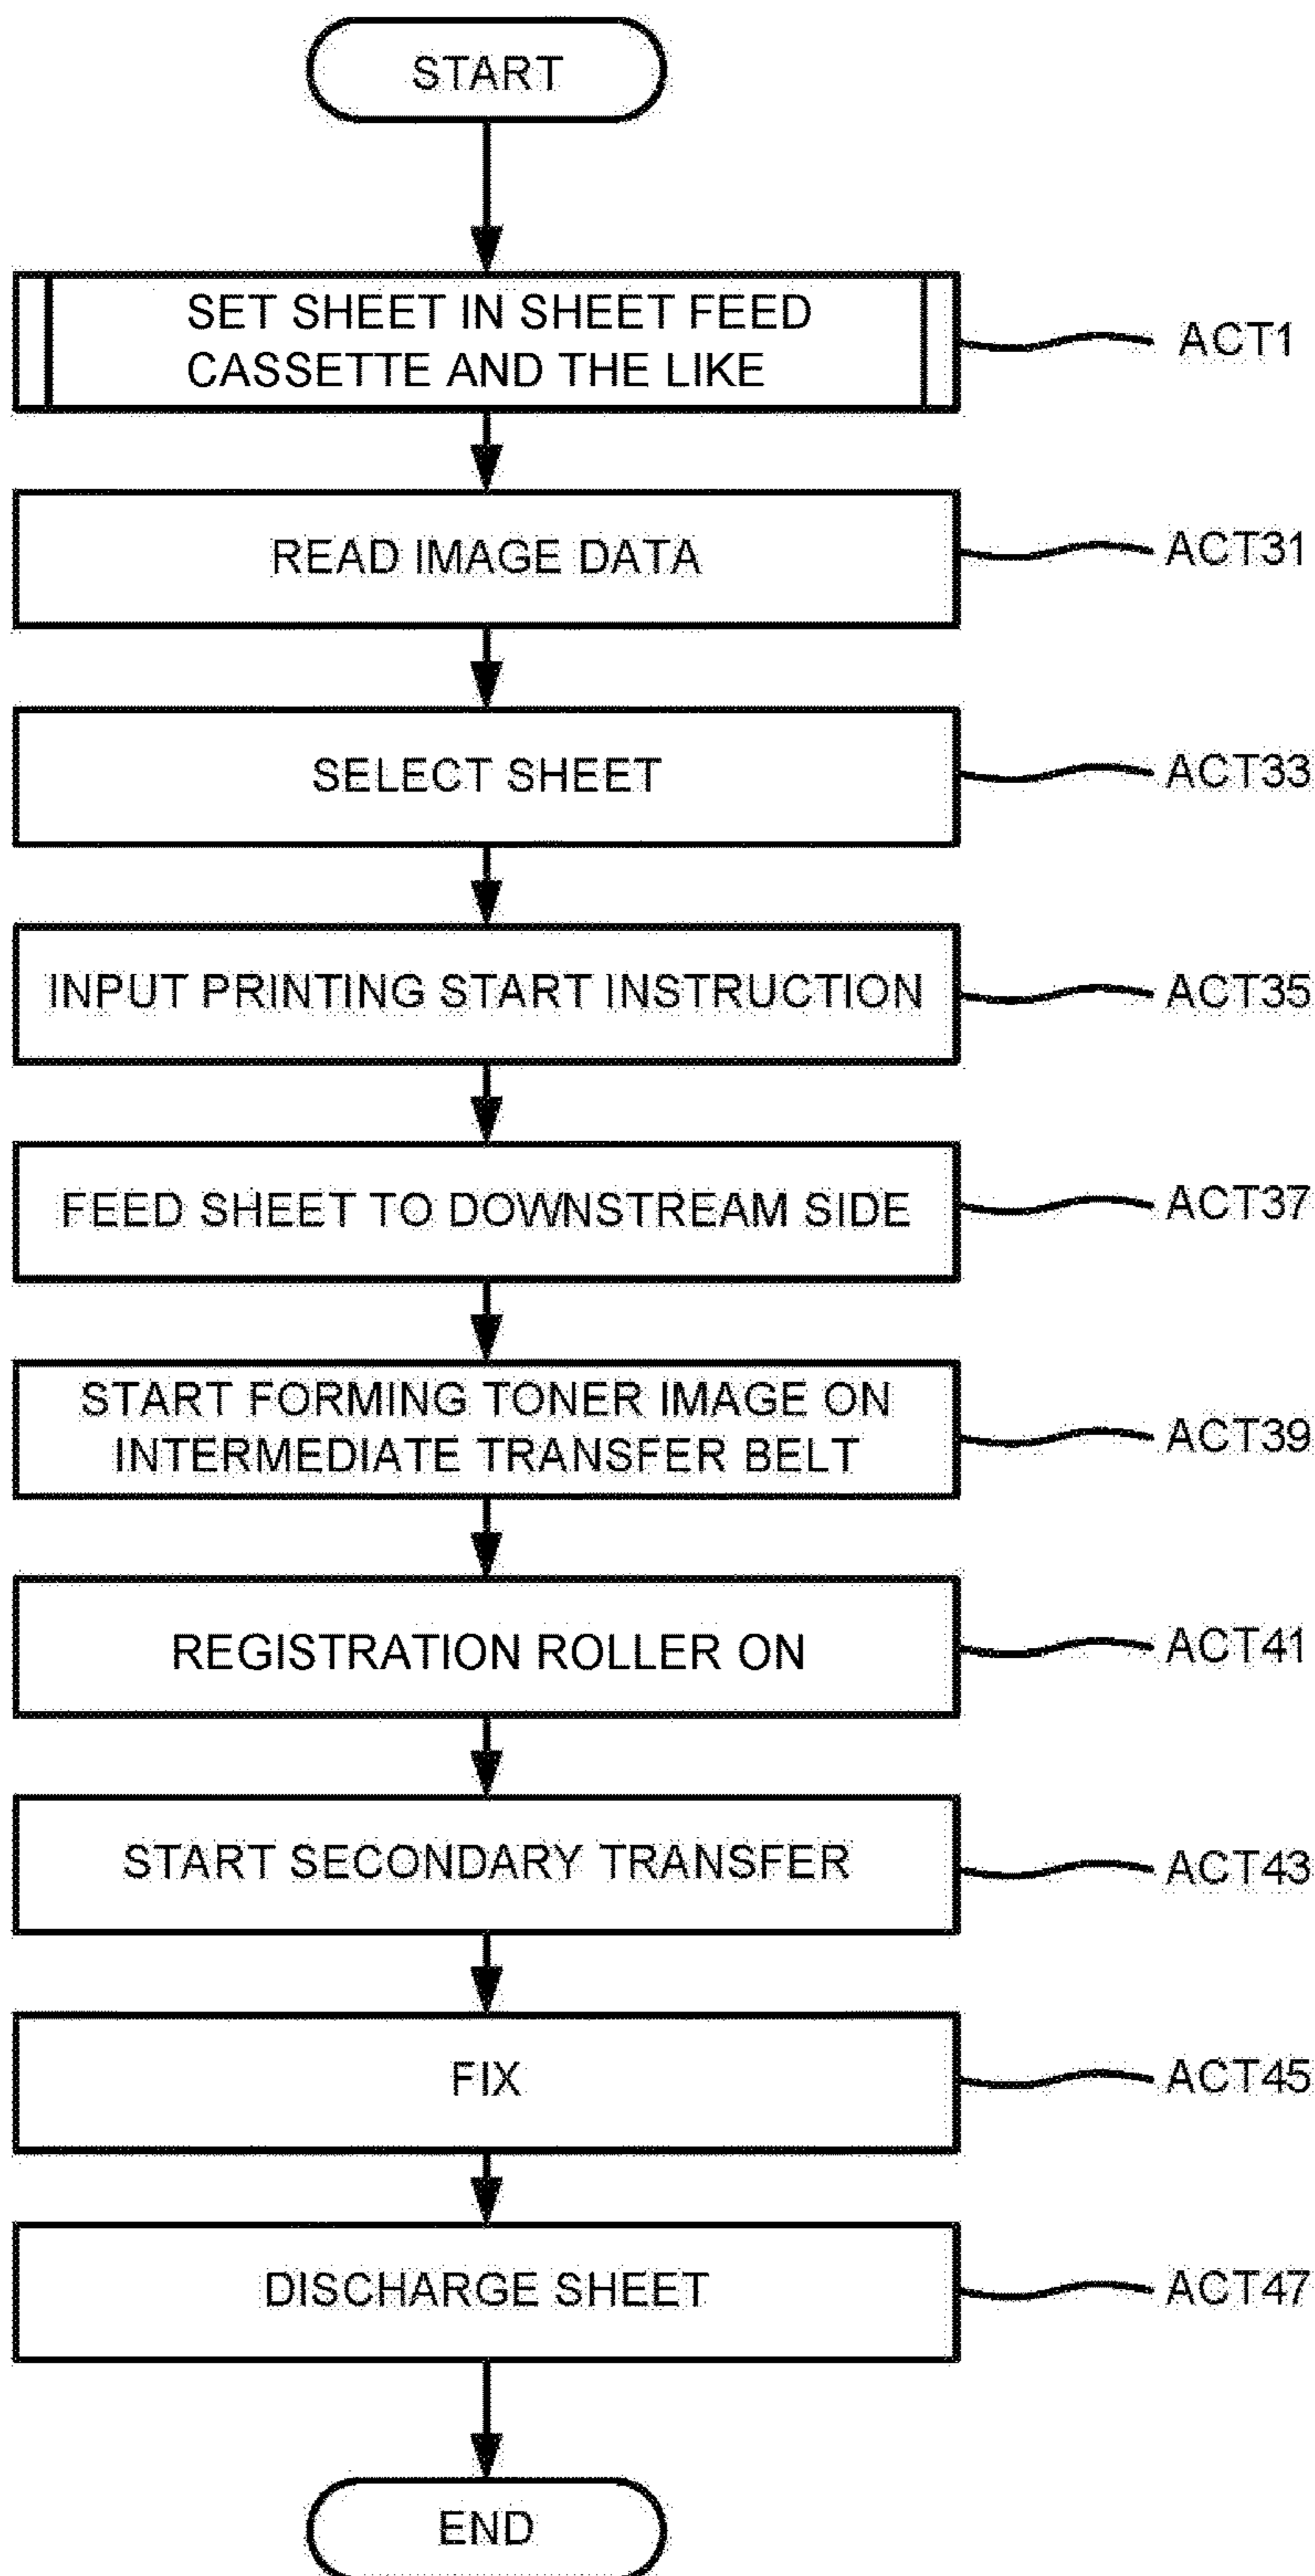 START
SET SHEET IN SHEET FEED
CASSETTE AND THE LIKE
ACT1
READ IMAGE DATA
ACT31
SELECT SHEET
ACT33
INPUT PRINTING START INSTRUCTION
ACT35
FEED SHEET TO DOWNSTREAM SIDE
ACT37
START FORMING TONER IMAGE ON
INTERMEDIATE TRANSFER BELT
ACT39
REGISTRATION ROLLER ON
ACT41
START SECONDARY TRANSFER
ACT43
FIX
ACT45
DISCHARGE SHEET
ACT47
END